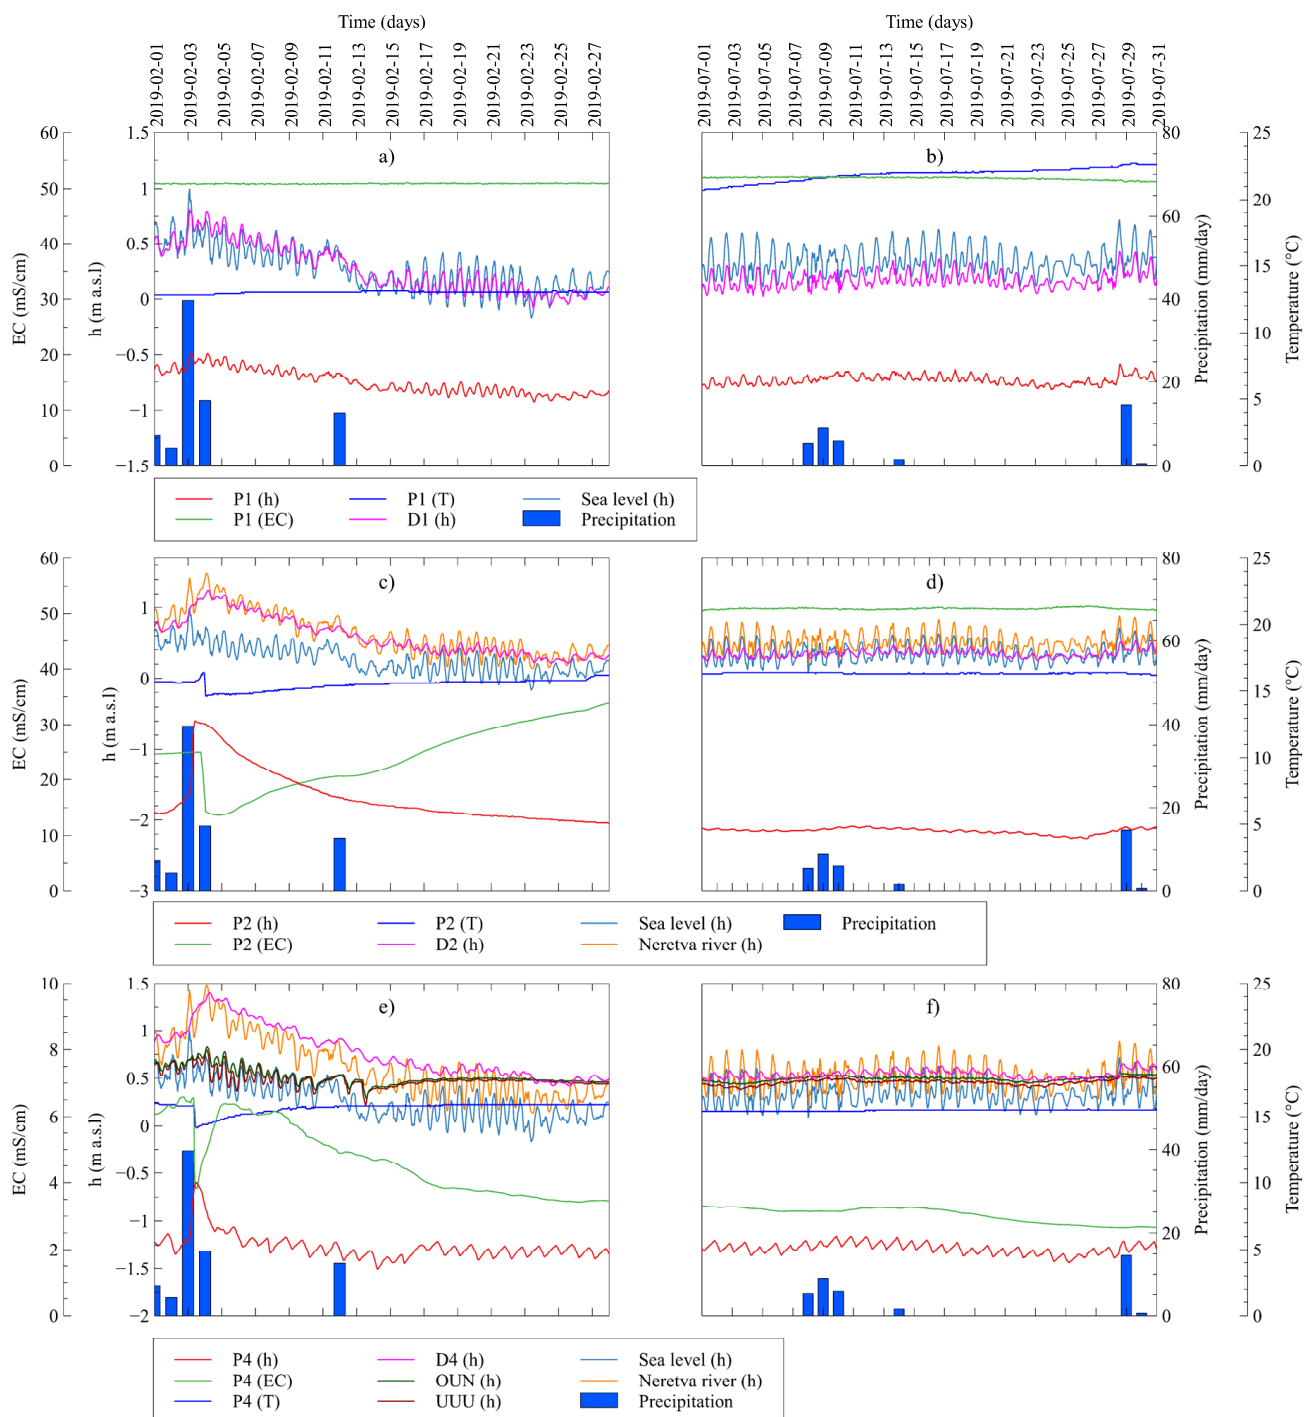 Time (days) Time (days)
2019-02-01 2019-02-03 2019-02-05 2019-02-07 2019-02-09 2019-02-11 2019-02-13 2019-02-15 2019-02-17 2019-02-19 2019-02-21 2019-02-23 2019-02-25 2019-02-27
2019-07-01 2019-07-03 2019-07-05 2019-07-07 2019-07-09 2019-07-11 2019-07-13 2019-07-15 2019-07-17 2019-07-19 2019-07-21 2019-07-23 2019-07-25 2019-07-27 2019-07-29 2019-07-31
EC (mS/cm)
60 50 40 30 20 10 0
h (m a.s.l)
1.5 1 0.5 0 −0.5 −1 −1.5
a)
b)
80 60 40 20 0
Precipitation (mm/day)
25 20 15 10 5 0
Temperature (°C)
P1 (h) P1 (T) Sea level (h)
P1 (EC) D1 (h) Precipitation
EC (mS/cm)
60 50 40 30 20 10 0
h (m a.s.l)
1 0 −1 −2 −3
c)
d)
80 60 40 20 0
Precipitation (mm/day)
25 20 15 10 5 0
Temperature (°C)
P2 (h) P2 (T) Sea level (h) Precipitation
P2 (EC) D2 (h) Neretva river (h)
EC (mS/cm)
10 8 6 4 2 0
h (m a.s.l)
1.5 1 0.5 0 −0.5 −1 −1.5 −2
e)
f)
80 60 40 20 0
Precipitation (mm/day)
25 20 15 10 5 0
Temperature (°C)
P4 (h) D4 (h) Sea level (h)
P4 (EC) OUN (h) Neretva river (h)
P4 (T) UUU (h) Precipitation